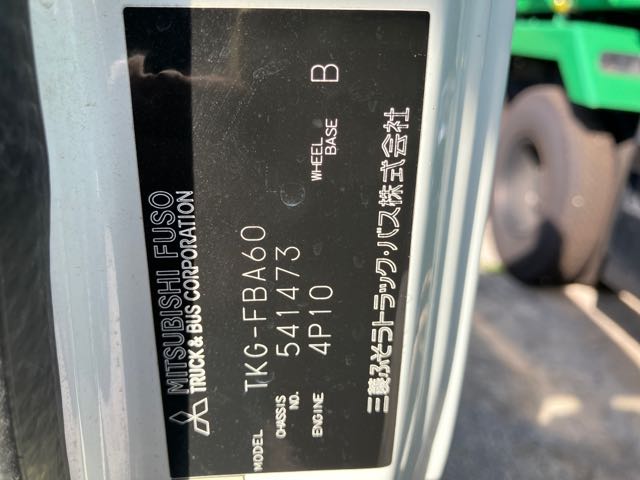 MITSUBISHI FUSO
TRUCK & BUS CORPORATION
MODEL TKG-FBA60
CHASSIS NO. 541473
ENGINE 4P10 WHEEL BASE B
三菱ふそうトラック・バス株式会社